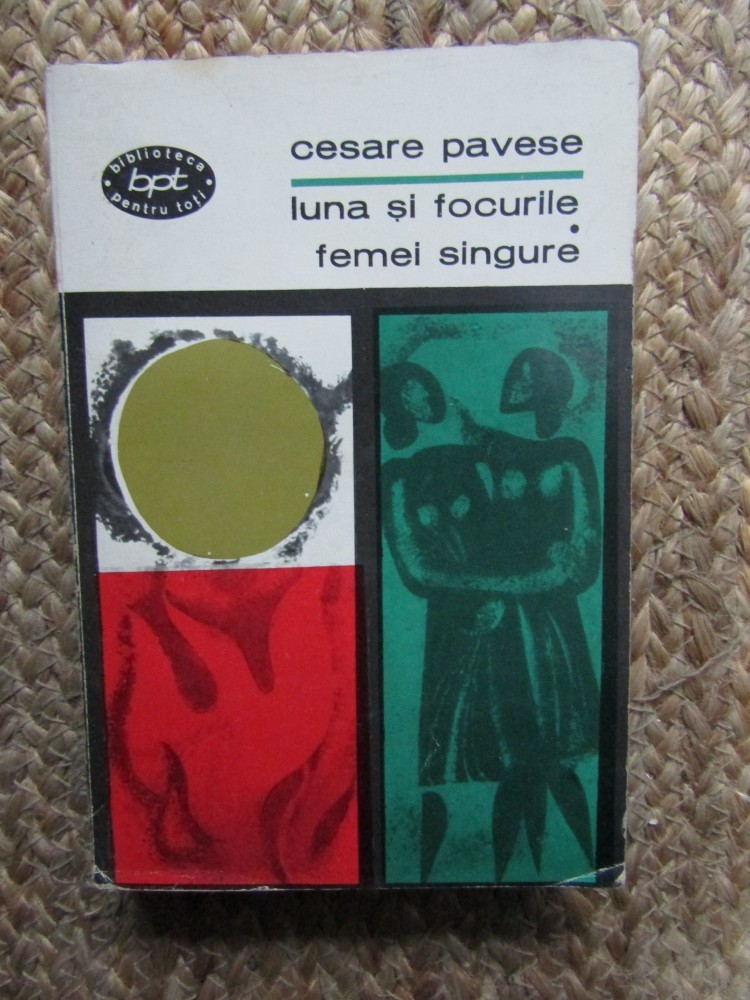 biblioteca
bpt
pentru toți
cesare pavese
luna și focurile
femei singure